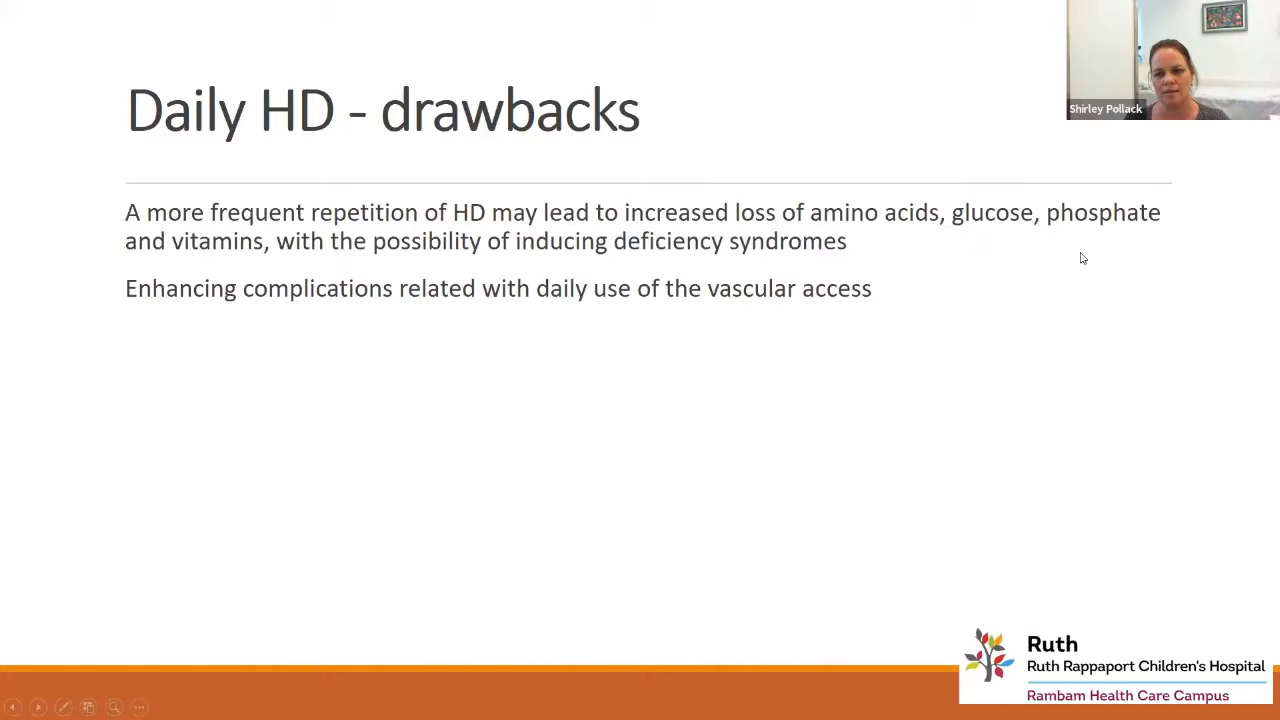 Shirley Pollack
Daily HD - drawbacks
A more frequent repetition of HD may lead to increased loss of amino acids, glucose, phosphate
and vitamins, with the possibility of inducing deficiency syndromes
Enhancing complications related with daily use of the vascular access
Ruth
Ruth Rappaport Children's Hospital
Rambam Health Care Campus